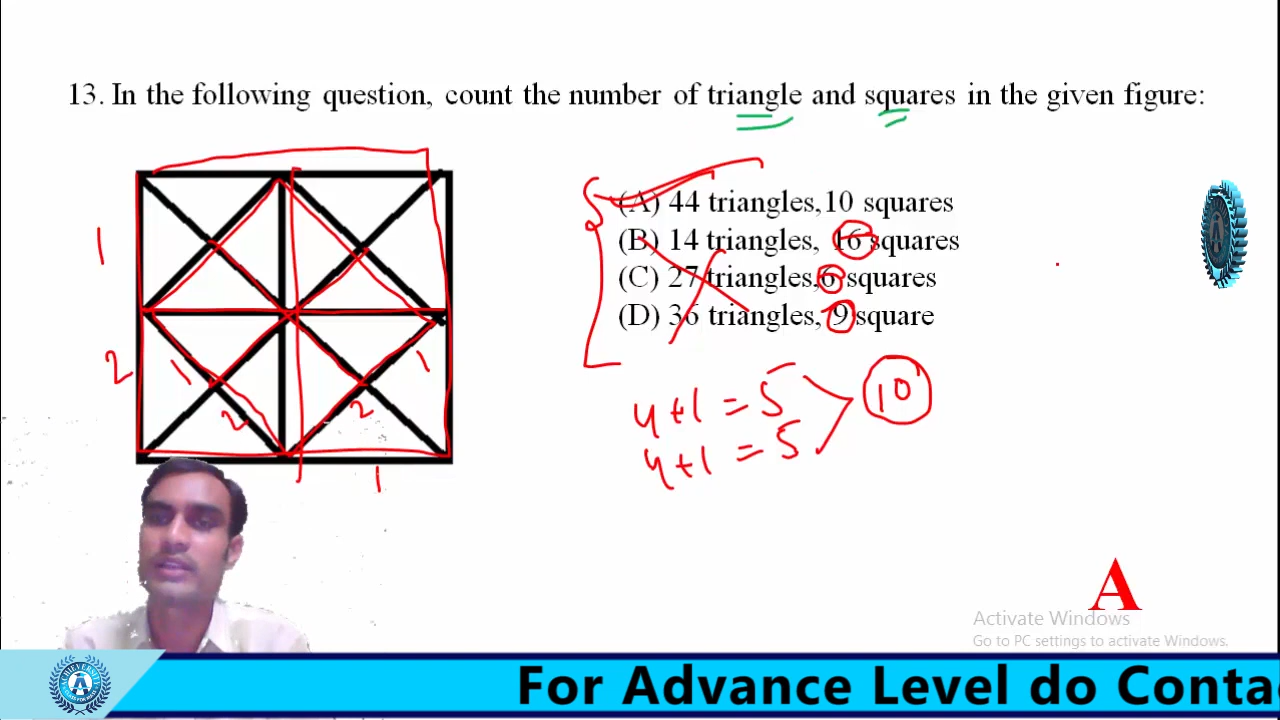 13. In the following question, count the number of triangle and squares in the given figure:
(A) 44 triangles,10 squares
(B) 14 triangles, 16 squares
(C) 27 triangles,6 squares
(D) 36 triangles, 9 square
5
1
2
1
2
2
1
1
4+1 = 5
4+1 = 5
10
A
A
Activate Windows
Go to PC settings to activate Windows.
A
For Advance Level do Conta